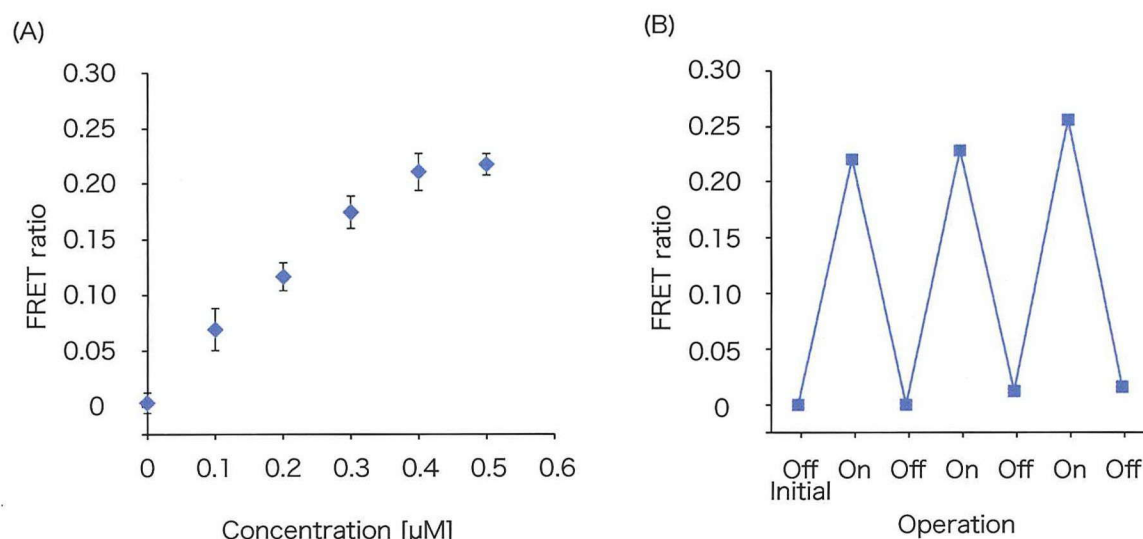 (A)
0.30
0.25
0.20
0.15
0.10
0.05
0
FRET ratio
0 0.1 0.2 0.3 0.4 0.5 0.6
Concentration [μM]
(B)
0.30
0.25
0.20
0.15
0.10
0.05
0
FRET ratio
Off On Off On Off On Off
Initial
Operation